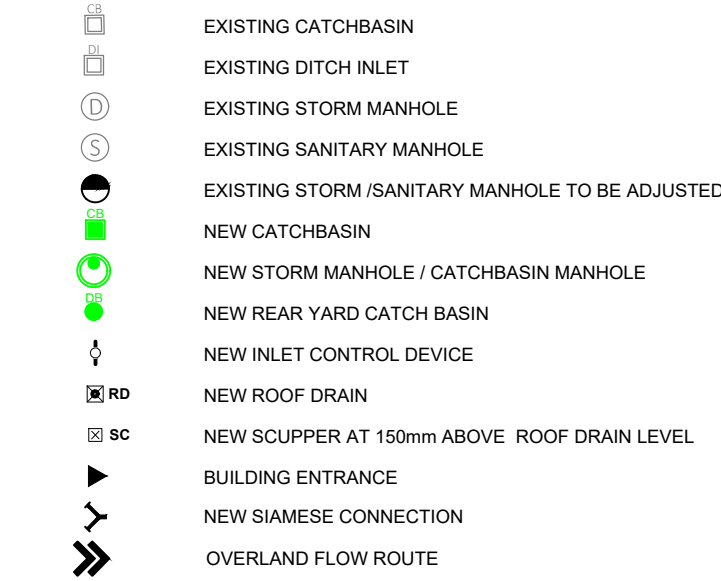 CB
EXISTING CATCHBASIN
DI
EXISTING DITCH INLET
D EXISTING STORM MANHOLE
S EXISTING SANITARY MANHOLE
EXISTING STORM /SANITARY MANHOLE TO BE ADJUSTED
CB
NEW CATCHBASIN
NEW STORM MANHOLE / CATCHBASIN MANHOLE
DB
NEW REAR YARD CATCH BASIN
NEW INLET CONTROL DEVICE
RD NEW ROOF DRAIN
SC NEW SCUPPER AT 150mm ABOVE ROOF DRAIN LEVEL
BUILDING ENTRANCE
NEW SIAMESE CONNECTION
OVERLAND FLOW ROUTE